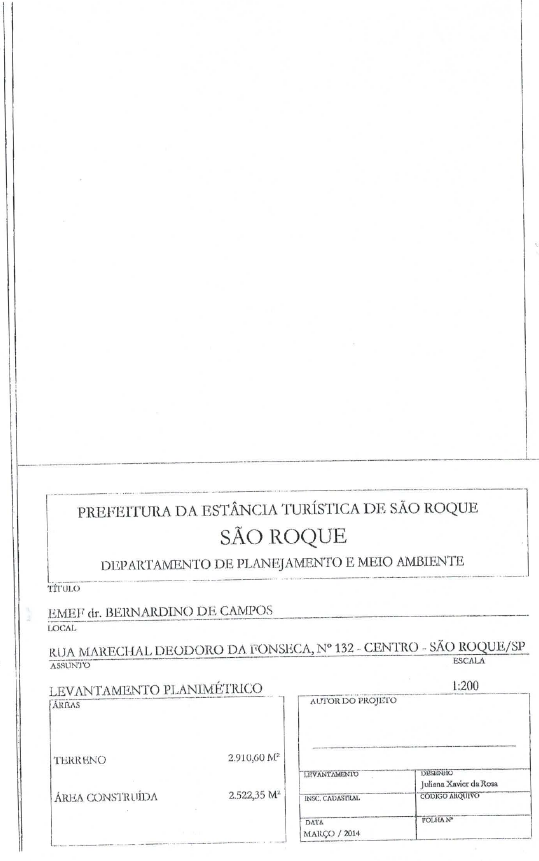 PREFEITURA DA ESTÂNCIA TURÍSTICA DE SÃO ROQUE
SÃO ROQUE
DEPARTAMENTO DE PLANEJAMENTO E MEIO AMBIENTE
TÍTULO
EMEF dr. BERNARDINO DE CAMPOS
LOCAL
RUA MARECHAL DEODORO DA FONSECA, Nº 132 - CENTRO - SÃO ROQUE/SP
ASSUNTO ESCALA
LEVANTAMENTO PLANIMÉTRICO 1:200
ÁREAS
TERRENO 2.910,60 M²
ÁREA CONSTRUÍDA 2.522,35 M²
AUTOR DO PROJETO
LEVANTAMENTO DESENHO
Juliana Xavier da Rosa
INSC. CADASTRAL CÓDIGO ARQUIVO
DATA FOLHA Nº
MARÇO / 2014